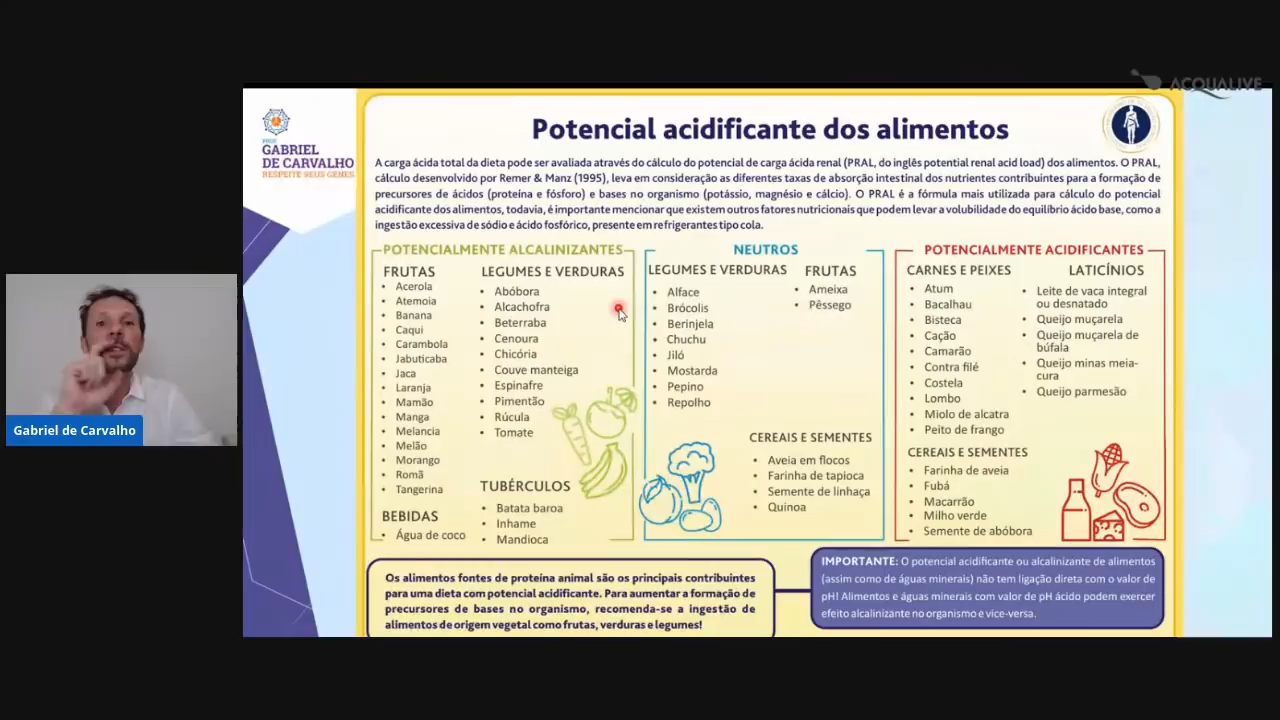 ACQUALIVE
PROF.
GABRIEL
DE CARVALHO
RESPEITE SEUS GENES
Potencial acidificante dos alimentos
A carga ácida total da dieta pode ser avaliada através do cálculo do potencial de carga ácida renal (PRAL, do inglês potential renal acid load) dos alimentos. O PRAL,
cálculo desenvolvido por Remer & Manz (1995), leva em consideração as diferentes taxas de absorção intestinal dos nutrientes contribuintes para a formação de
precursores de ácidos (proteína e fósforo) e bases no organismo (potássio, magnésio e cálcio). O PRAL é a fórmula mais utilizada para cálculo do potencial
acidificante dos alimentos, todavia, é importante mencionar que existem outros fatores nutricionais que podem levar a volubilidade do equilíbrio ácido base, como a
ingestão excessiva de sódio e ácido fosfórico, presente em refrigerantes tipo cola.
POTENCIALMENTE ALCALINIZANTES
FRUTAS
• Acerola
• Atemoia
• Banana
• Caqui
• Carambola
• Jabuticaba
• Jaca
• Laranja
• Mamão
• Manga
• Melancia
• Melão
• Morango
• Romã
• Tangerina
BEBIDAS
• Água de coco
LEGUMES E VERDURAS
• Abóbora
• Alcachofra
• Beterraba
• Cenoura
• Chicória
• Couve manteiga
• Espinafre
• Pimentão
• Rúcula
• Tomate
TUBÉRCULOS
• Batata baroa
• Inhame
• Mandioca
NEUTROS
LEGUMES E VERDURAS
• Alface
• Brócolis
• Berinjela
• Chuchu
• Jiló
• Mostarda
• Pepino
• Repolho
FRUTAS
• Ameixa
• Pêssego
CEREAIS E SEMENTES
• Aveia em flocos
• Farinha de tapioca
• Semente de linhaça
• Quinoa
POTENCIALMENTE ACIDIFICANTES
CARNES E PEIXES
• Atum
• Bacalhau
• Bisteca
• Cação
• Camarão
• Contra filé
• Costela
• Lombo
• Miolo de alcatra
• Peito de frango
CEREAIS E SEMENTES
• Farinha de aveia
• Fubá
• Macarrão
• Milho verde
• Semente de abóbora
LATICÍNIOS
• Leite de vaca integral
ou desnatado
• Queijo muçarela
• Queijo muçarela de
búfala
• Queijo minas meia-
cura
• Queijo parmesão
Os alimentos fontes de proteína animal são os principais contribuintes
para uma dieta com potencial acidificante. Para aumentar a formação de
precursores de bases no organismo, recomenda-se a ingestão de
alimentos de origem vegetal como frutas, verduras e legumes!
IMPORTANTE: O potencial acidificante ou alcalinizante de alimentos
(assim como de águas minerais) não tem ligação direta com o valor de
pH! Alimentos e águas minerais com valor de pH ácido podem exercer
efeito alcalinizante no organismo e vice-versa.
Gabriel de Carvalho